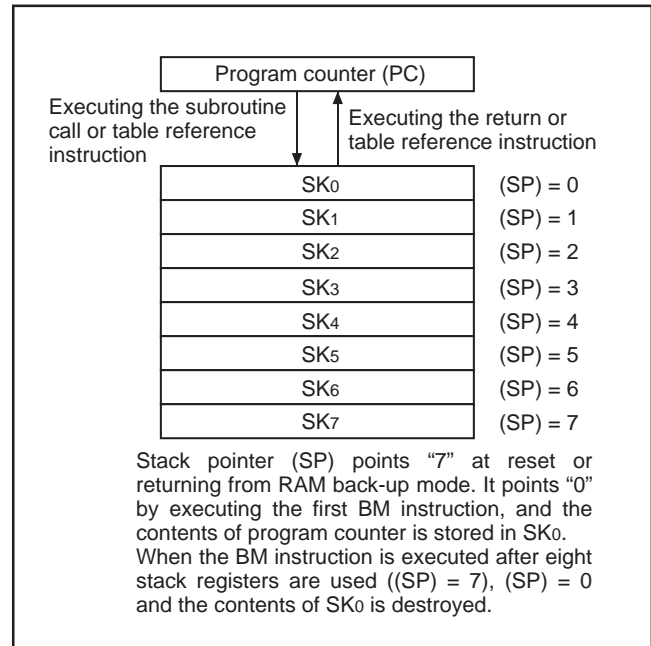 Program counter (PC)
Executing the subroutine
call or table reference
instruction
Executing the return or
table reference instruction
SK0 (SP) = 0
SK1 (SP) = 1
SK2 (SP) = 2
SK3 (SP) = 3
SK4 (SP) = 4
SK5 (SP) = 5
SK6 (SP) = 6
SK7 (SP) = 7
Stack pointer (SP) points “7” at reset or
returning from RAM back-up mode. It points “0”
by executing the first BM instruction, and the
contents of program counter is stored in SK0.
When the BM instruction is executed after eight
stack registers are used ((SP) = 7), (SP) = 0
and the contents of SK0 is destroyed.